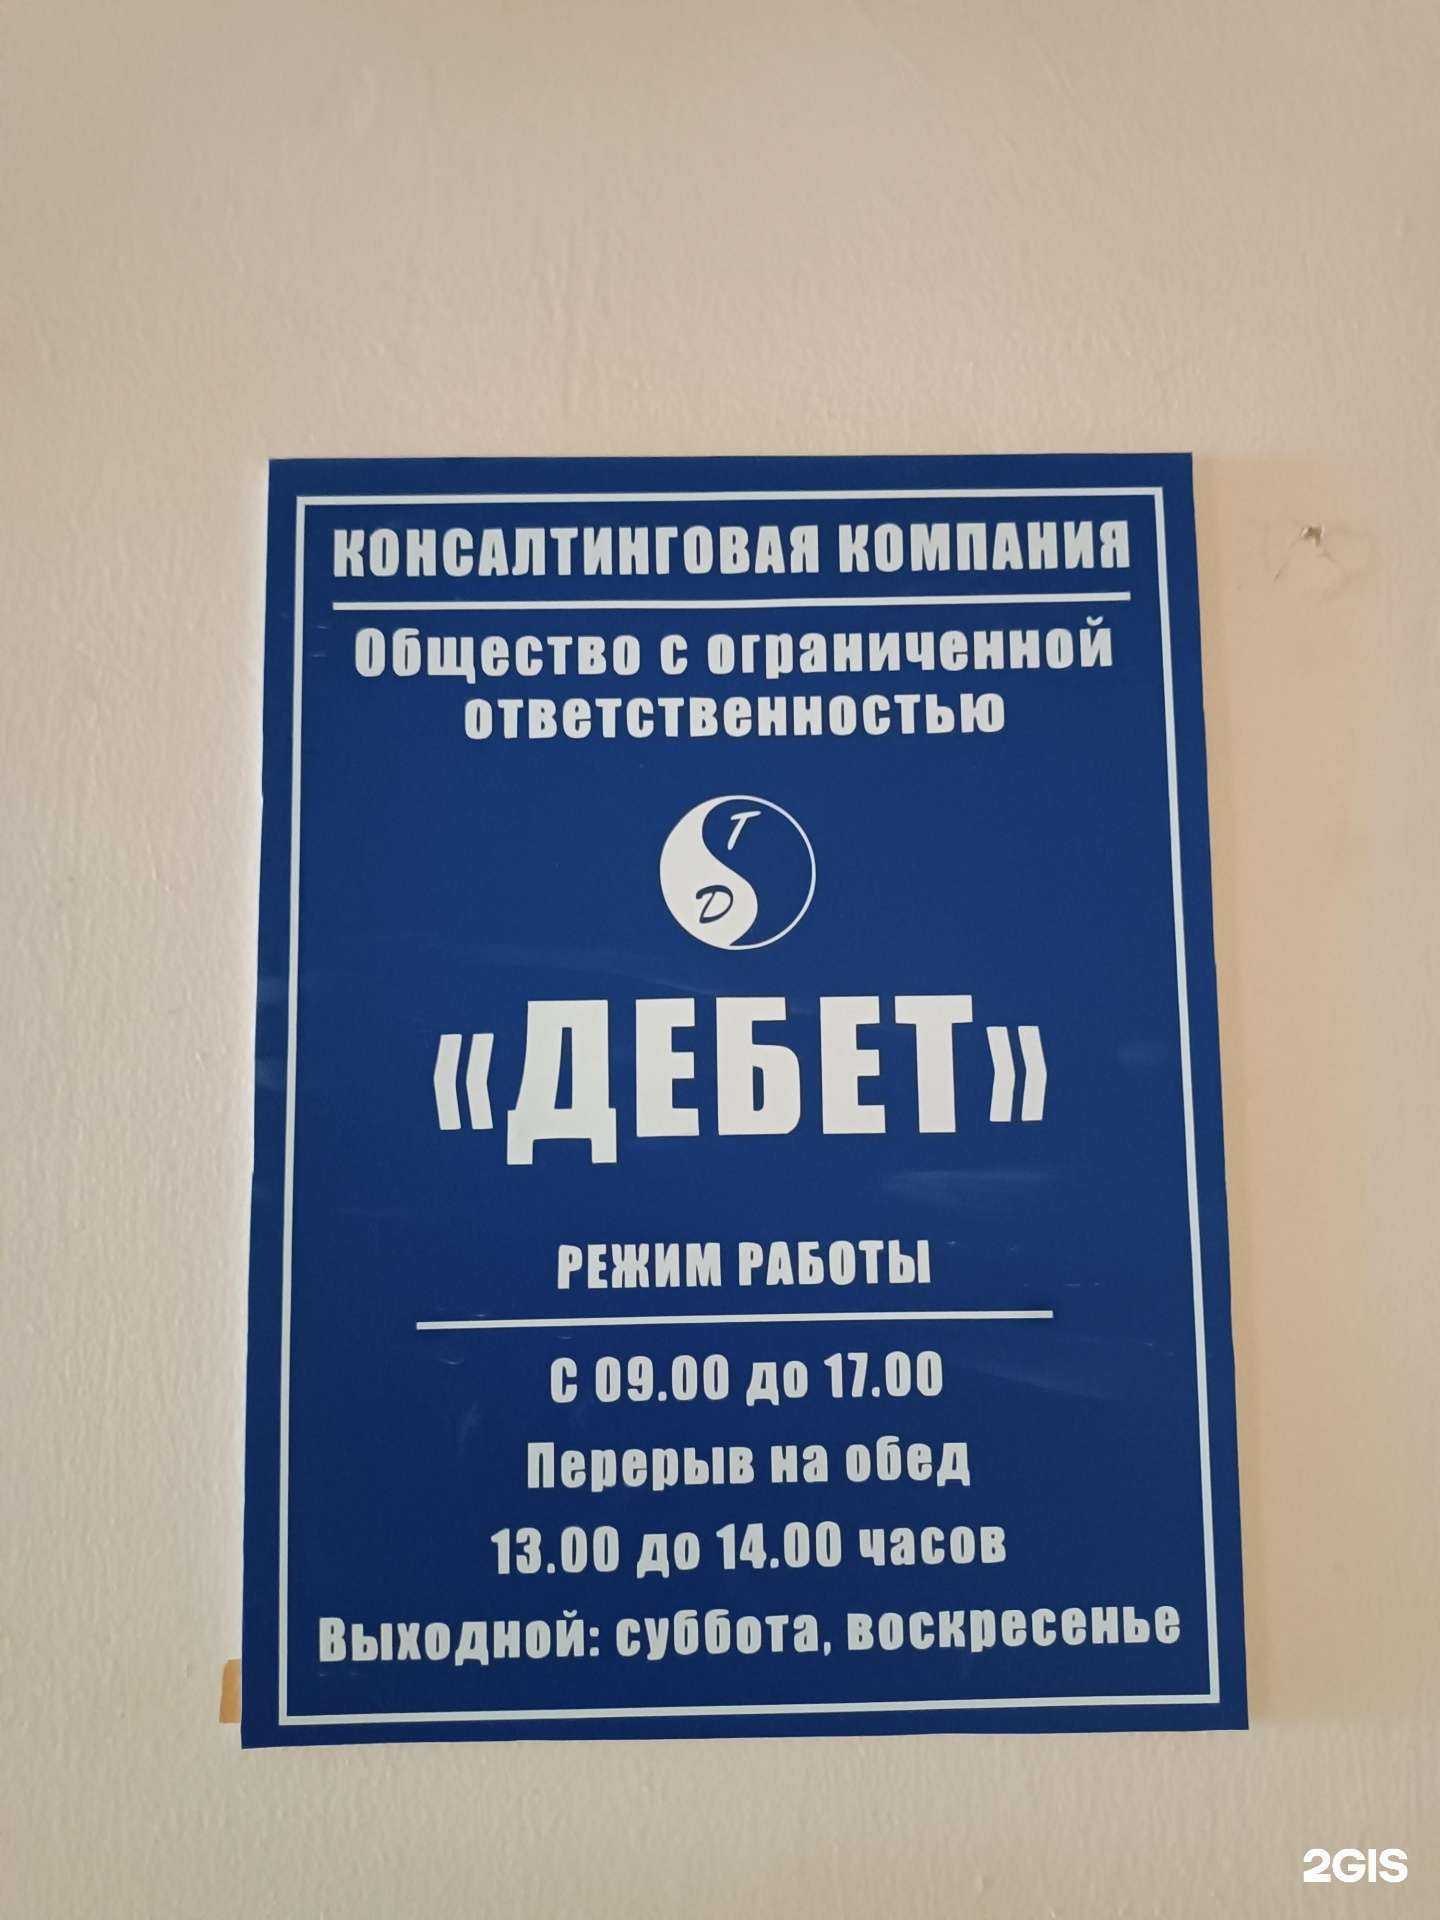 КОНСАЛТИНГОВАЯ КОМПАНИЯ
Общество с ограниченной
ответственностью
T
D
«ДЕБЕТ»
РЕЖИМ РАБОТЫ
С 09.00 до 17.00
Перерыв на обед
13.00 до 14.00 часов
Выходной: суббота, воскресенье
2GIS